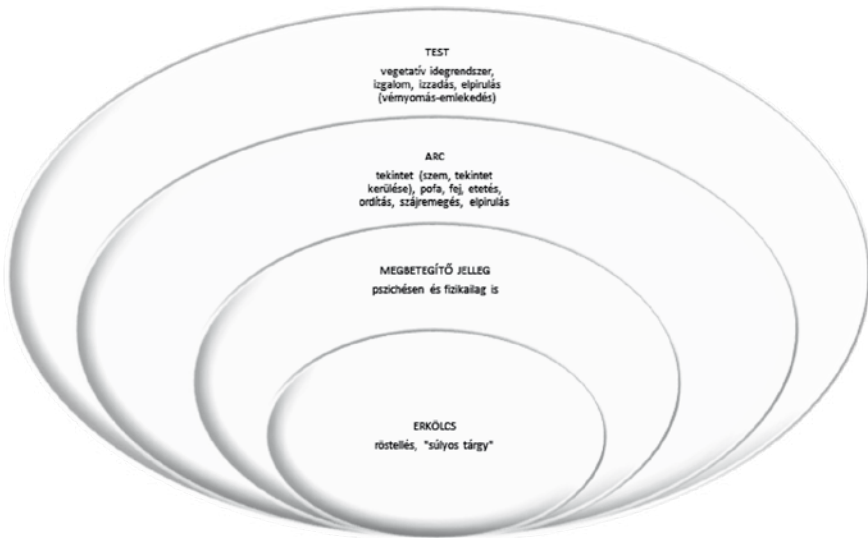 TEST
vegetatív idegrendszer,
izgalom, izzadás, elpirulás
(vérnyomás-emlekedés)
ARC
tekintet (szem, tekintet
kerülése), pofa, fej, etetés,
ordítás, szájremegés, elpirulás
MEGBETEGÍTŐ JELLEG
pszichésen és fizikailag is
ERKÖLCS
röstellés, "súlyos tárgy"